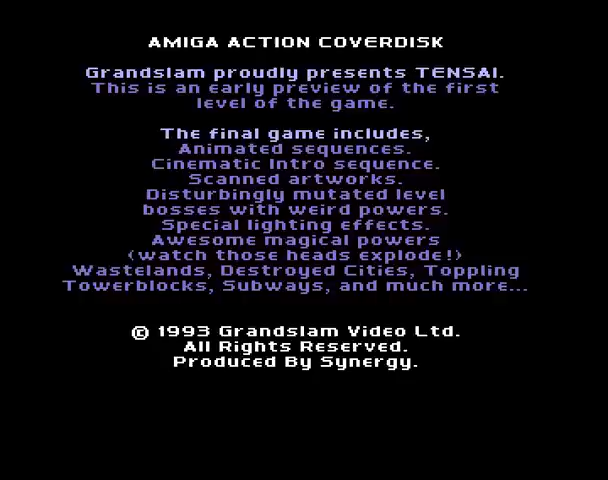 AMIGA ACTION COVERDISK
Grandslam proudly presents TENSAI.
This is an early preview of the first
level of the game.
The final game includes,
Animated sequences.
Cinematic Intro sequence.
Scanned artworks.
Disturbingly mutated level
bosses with weird powers.
Special lighting effects.
Awesome magical powers
(watch those heads explode!)
Wastelands, Destroyed Cities, Toppling
Towerblocks, Subways, and much more...
© 1993 Grandslam Video Ltd.
All Rights Reserved.
Produced By Synergy.